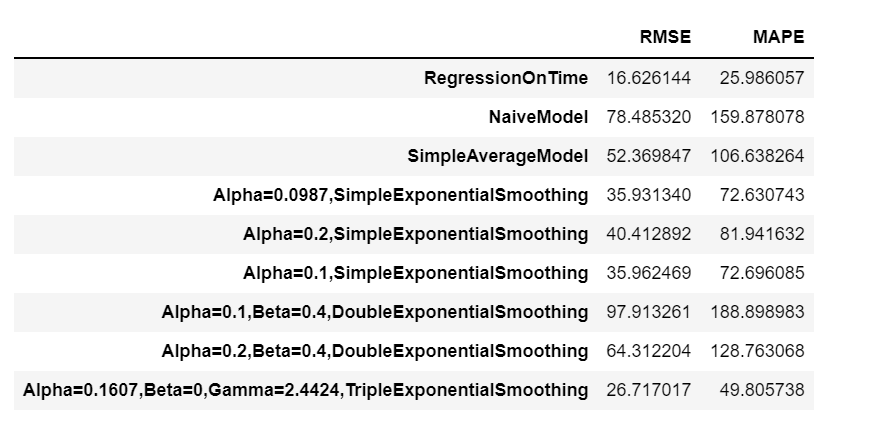 RMSE MAPE
RegressionOnTime 16.626144 25.986057
NaiveModel 78.485320 159.878078
SimpleAverageModel 52.369847 106.638264
Alpha=0.0987,SimpleExponentialSmoothing 35.931340 72.630743
Alpha=0.2,SimpleExponentialSmoothing 40.412892 81.941632
Alpha=0.1,SimpleExponentialSmoothing 35.962469 72.696085
Alpha=0.1,Beta=0.4,DoubleExponentialSmoothing 97.913261 188.898983
Alpha=0.2,Beta=0.4,DoubleExponentialSmoothing 64.312204 128.763068
Alpha=0.1607,Beta=0,Gamma=2.4424,TripleExponentialSmoothing 26.717017 49.805738